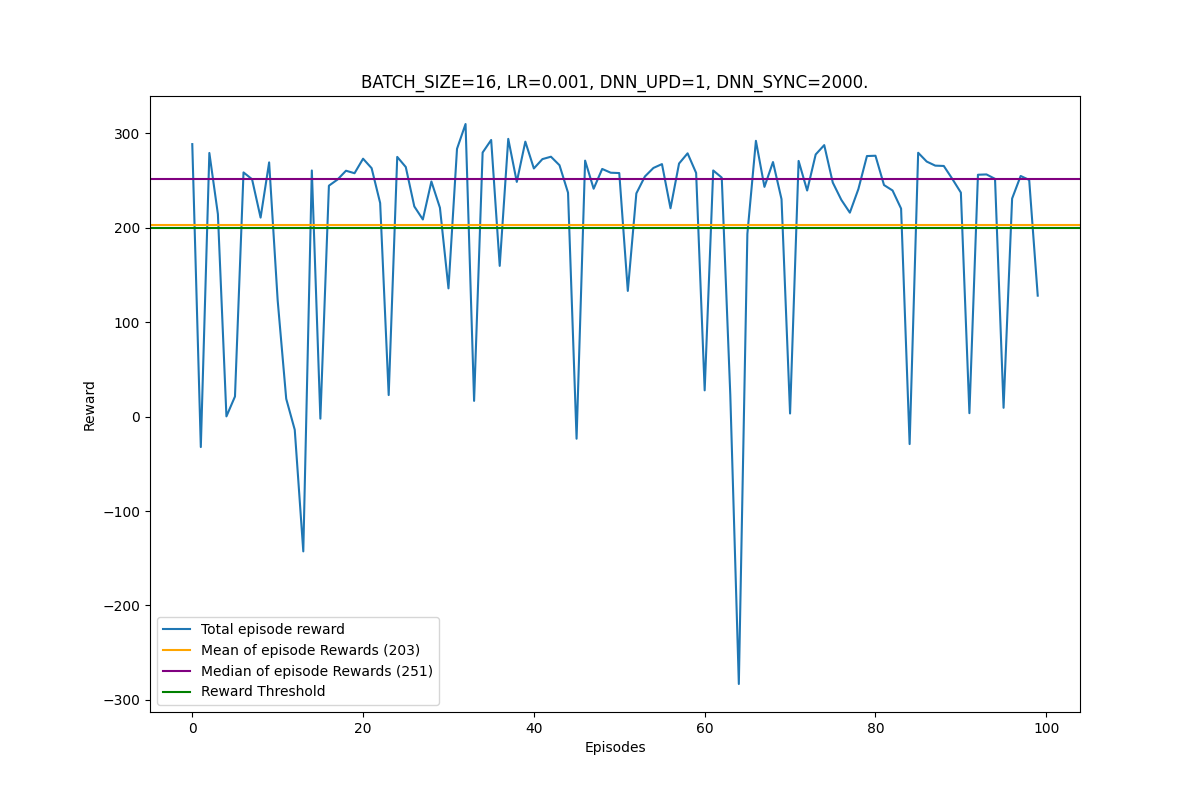 BATCH_SIZE=16, LR=0.001, DNN_UPD=1, DNN_SYNC=2000.
300
200
100
0
−100
−200
−300
Reward
Total episode reward
Mean of episode Rewards (203)
Median of episode Rewards (251)
Reward Threshold
0 20 40 60 80 100
Episodes